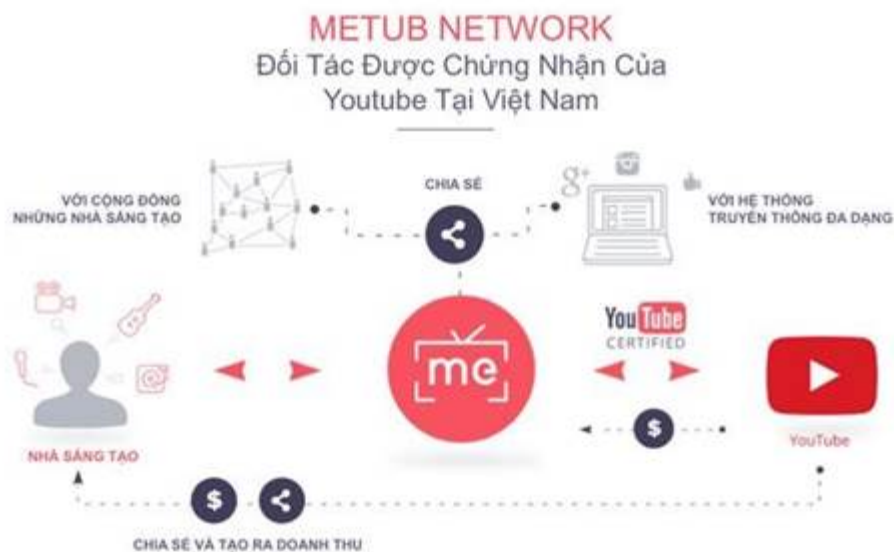 METUB NETWORK
Đối Tác Được Chứng Nhận Của
Youtube Tại Việt Nam
VỚI CỘNG ĐỒNG
NHỮNG NHÀ SÁNG TẠO
CHIA SẺ
g+
VỚI HỆ THỐNG
TRUYỀN THÔNG ĐA DẠNG
me
YouTube
CERTIFIED
$
YouTube
NHÀ SÁNG TẠO
$
CHIA SẺ VÀ TẠO RA DOANH THU